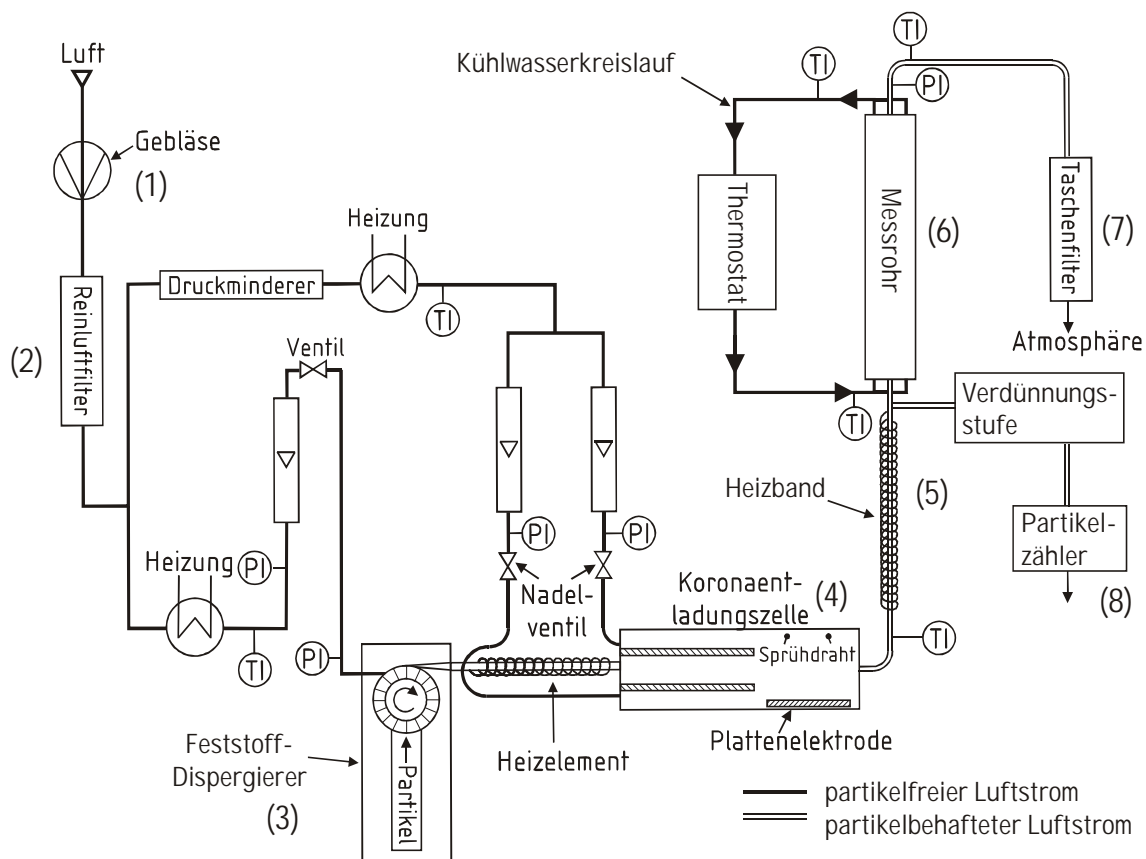 Luft
Gebläse
(1)
Reinluftfilter
(2)
Druckminderer
Heizung
TI
Ventil
PI
Heizung
TI
PI
PI
PI
Nadel-
ventil
Feststoff-
Dispergierer
(3)
Partikel
Heizelement
Koronaent-
ladungszelle
(4)
Sprühdraht
Plattenelektrode
TI
Heizband
(5)
Kühlwasserkreislauf
TI
Thermostat
TI
Messrohr
(6)
PI
TI
Taschenfilter
(7)
Atmosphäre
Verdünnungs-
stufe
Partikel-
zähler
(8)
partikelfreier Luftstrom
partikelbehafteter Luftstrom